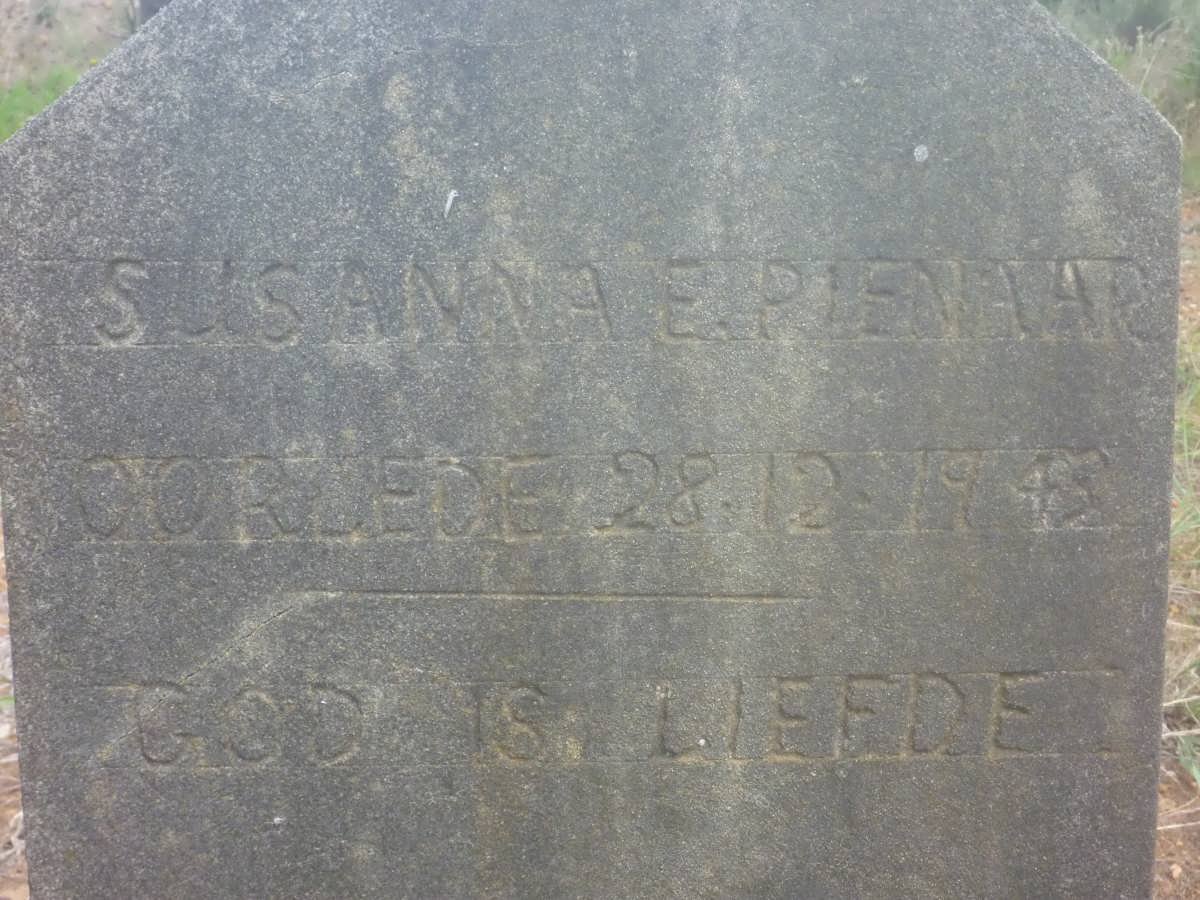 SUSANNA E. PIENAAR
OORLEDE 28.12.1943
GOD IS LIEFDE